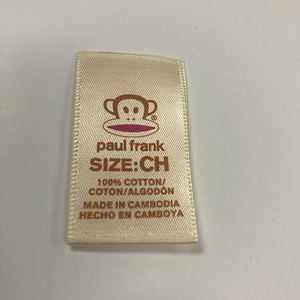 ®
paul frank
SIZE:CH
100% COTTON/
COTON/ALGODÓN
MADE IN CAMBODIA
HECHO EN CAMBOYA